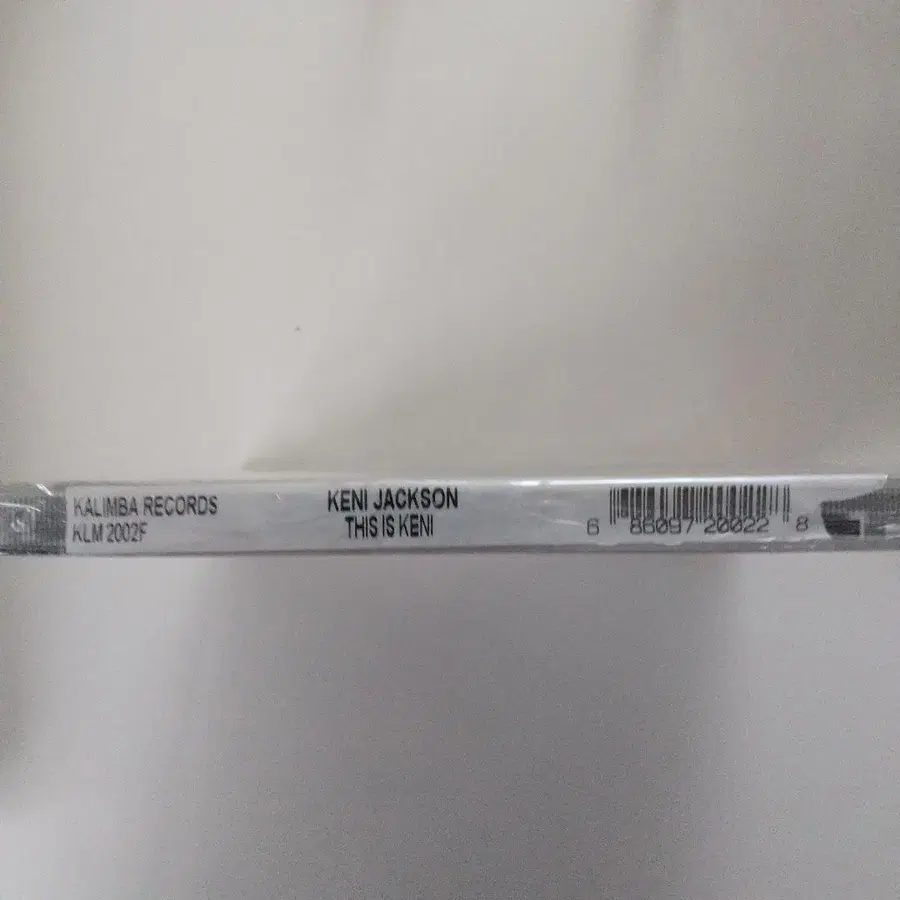 KALIMBA RECORDS
KLM 2002F
KENI JACKSON
THIS IS KENI
6 86097 20022 8